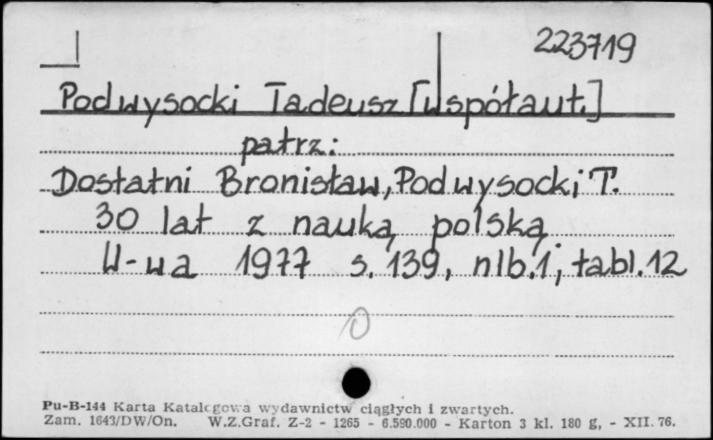 223719
Podwysocki Tadeusz [współaut.]
patrz:
Dostatni Bronisław, Podwysocki T.
30 lat z nauką polską
W-wa 1977 s. 139, nlb. 1, tabl. 12
0
Pu-B-144 Karta Katalogowa wydawnictw ciągłych i zwartych.
Zam. 1643/DW/On. W.Z.Graf. Z-2 - 1265 - 6.590.000 - Karton 3 kl. 180 g, - XII. 76.